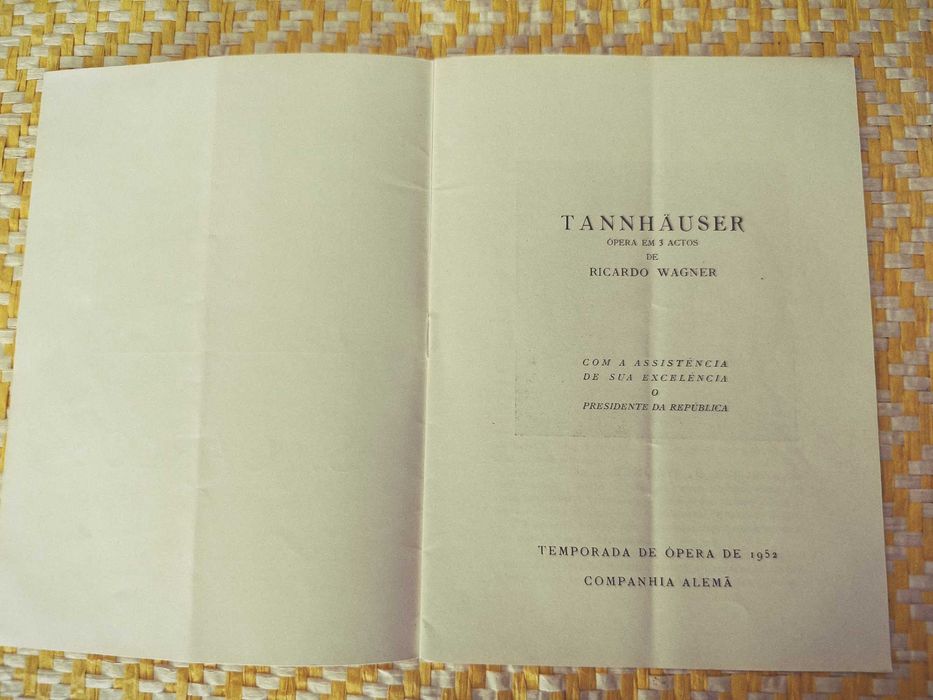 TANNHÄUSER
ÓPERA EM 3 ACTOS
DE
RICARDO WAGNER
COM A ASSISTÊNCIA
DE SUA EXCELÊNCIA
O
PRESIDENTE DA REPÚBLICA
TEMPORADA DE ÓPERA DE 1952
COMPANHIA ALEMÃ